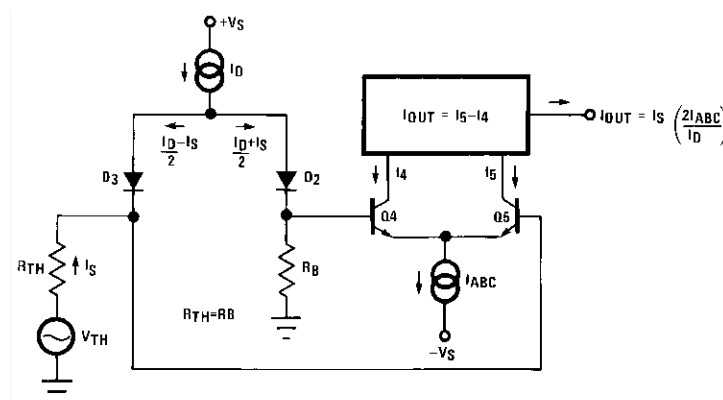 +VS
ID
ID/2 − IS
ID/2 + IS
D3
D2
IOUT = I5 − I4
IOUT = IS (2IABC/ID)
I4
I5
Q4
Q5
RTH
IS
RB
RTH=RB
IABC
VTH
−VS